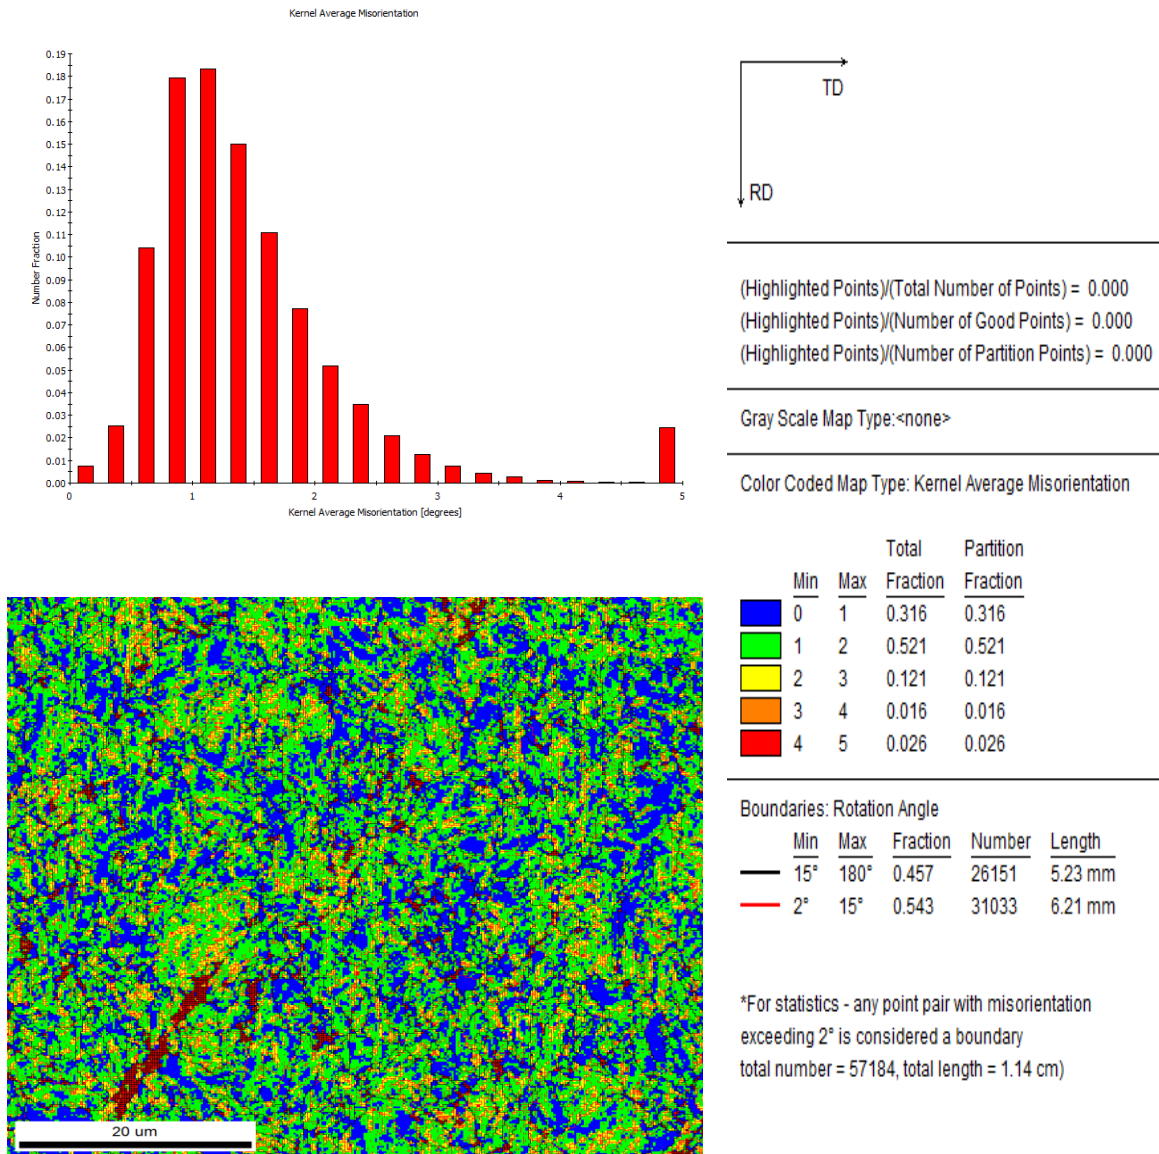 Kernel Average Misorientation
0.19
0.18
0.17
0.16
0.15
0.14
0.13
0.12
0.11
0.10
0.09
0.08
0.07
0.06
0.05
0.04
0.03
0.02
0.01
0.00
Number Fraction
0 1 2 3 4 5
Kernel Average Misorientation [degrees]
20 um
TD
RD
(Highlighted Points)/(Total Number of Points) = 0.000
(Highlighted Points)/(Number of Good Points) = 0.000
(Highlighted Points)/(Number of Partition Points) = 0.000
Gray Scale Map Type:<none>
Color Coded Map Type: Kernel Average Misorientation
Total Partition
Min Max Fraction Fraction
0 1 0.316 0.316
1 2 0.521 0.521
2 3 0.121 0.121
3 4 0.016 0.016
4 5 0.026 0.026
Boundaries: Rotation Angle
Min Max Fraction Number Length
15° 180° 0.457 26151 5.23 mm
2° 15° 0.543 31033 6.21 mm
*For statistics - any point pair with misorientation
exceeding 2° is considered a boundary
total number = 57184, total length = 1.14 cm)